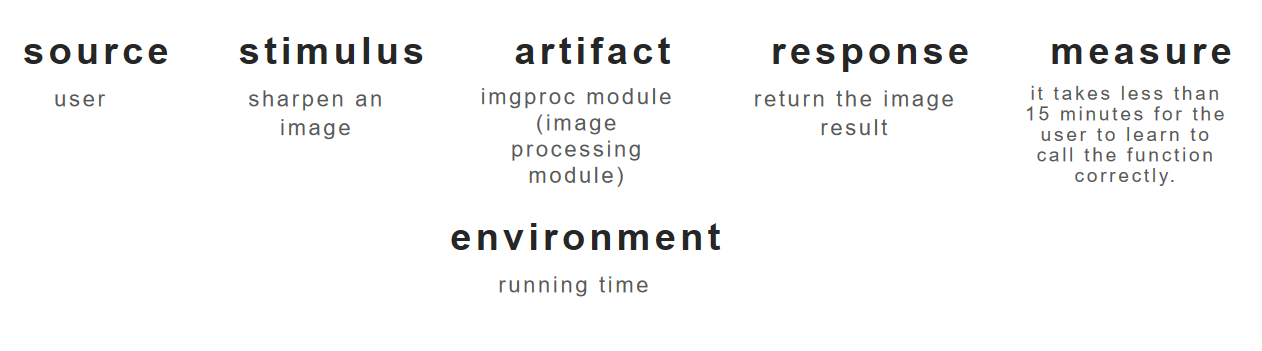 source
user
stimulus
sharpen an
image
artifact
imgproc module
(image
processing
module)
response
return the image
result
measure
it takes less than
15 minutes for the
user to learn to
call the function
correctly.
environment
running time